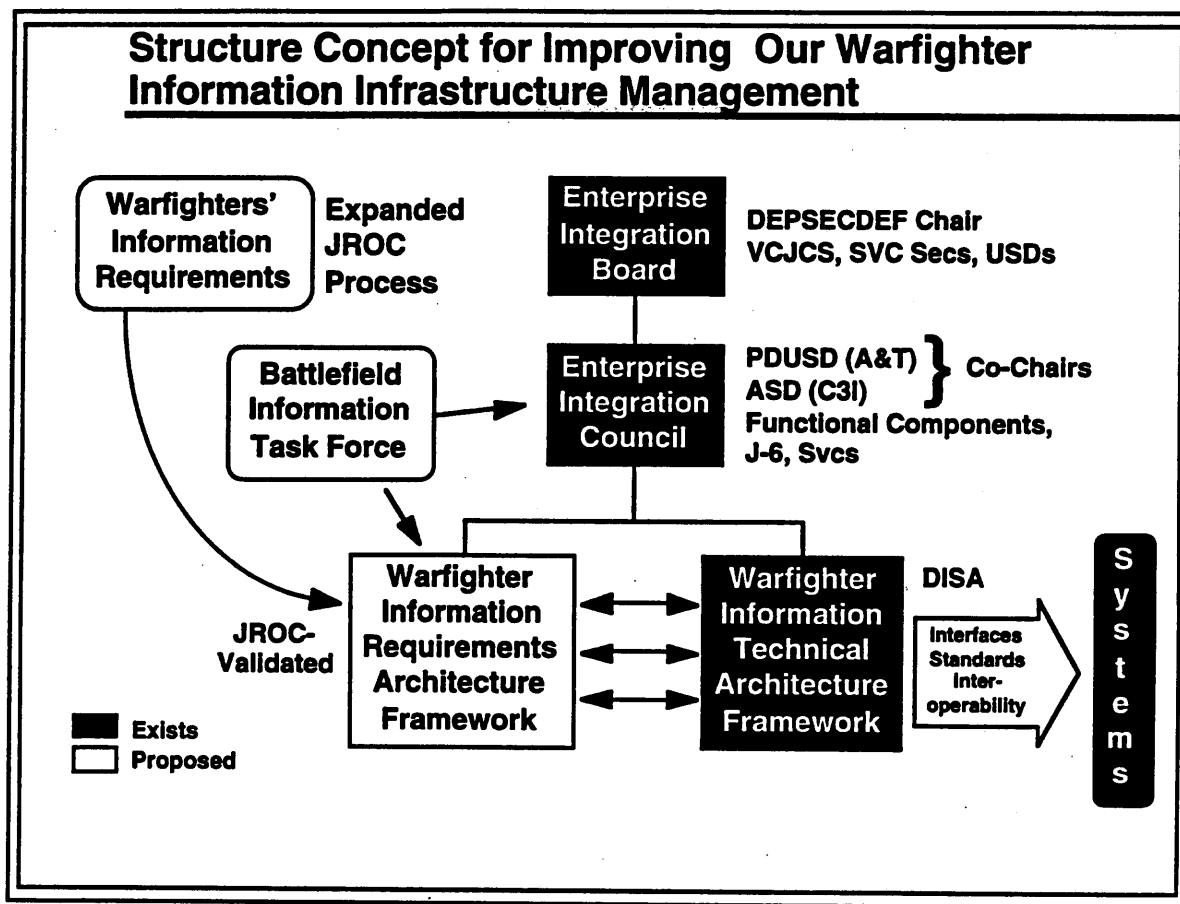 Structure Concept for Improving Our Warfighter
Information Infrastructure Management
Warfighters'
Information
Requirements
Expanded
JROC
Process
Enterprise
Integration
Board
DEPSECDEF Chair
VCJCS, SVC Secs, USDs
Battlefield
Information
Task Force
Enterprise
Integration
Council
PDUSD (A&T)
ASD (C3I)
} Co-Chairs
Functional Components,
J-6, Svcs
JROC-
Validated
Warfighter
Information
Requirements
Architecture
Framework
Warfighter
Information
Technical
Architecture
Framework
DISA
Interfaces
Standards
Inter-
operability
Systems
Exists
Proposed